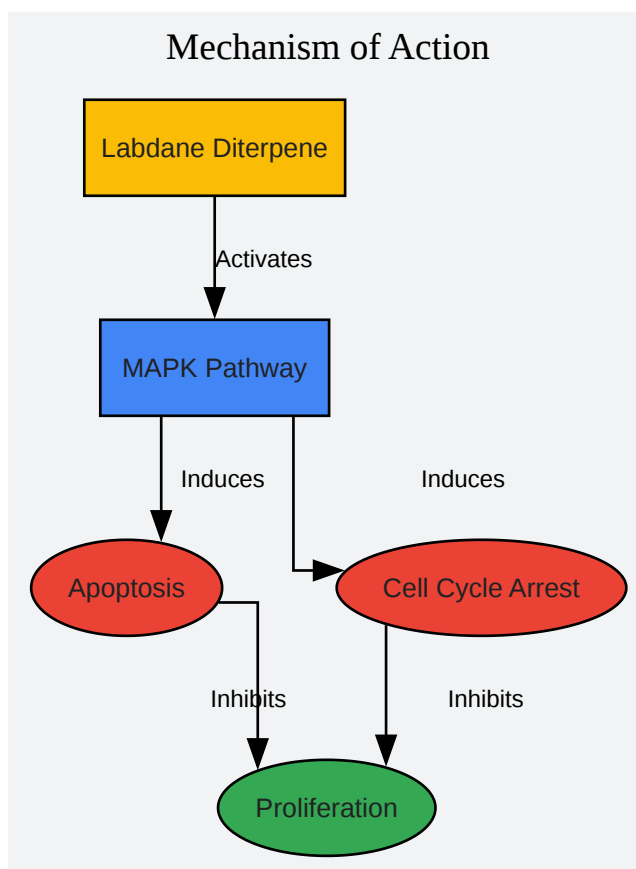 Mechanism of Action
Labdane Diterpene
Activates
MAPK Pathway
Induces
Induces
Apoptosis
Cell Cycle Arrest
Inhibits
Inhibits
Proliferation